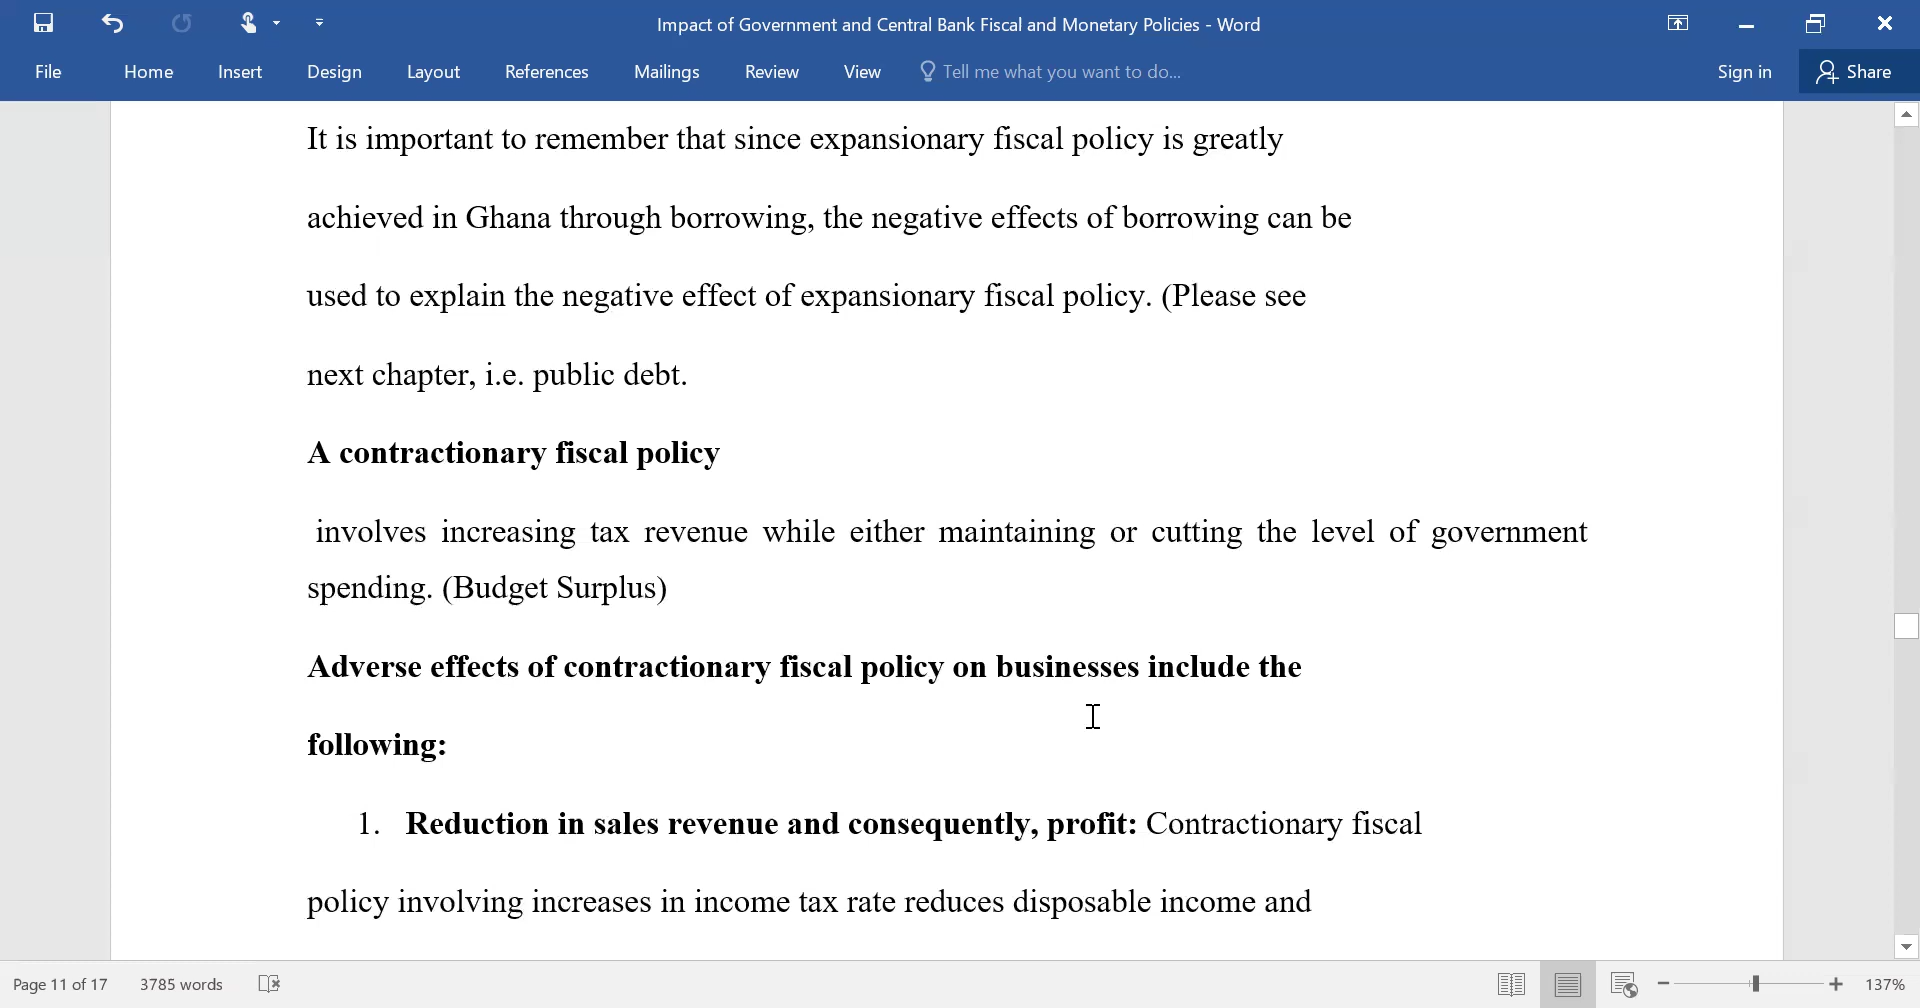 Impact of Government and Central Bank Fiscal and Monetary Policies - Word
File Home Insert Design Layout References Mailings Review View Tell me what you want to do... Sign in Share
It is important to remember that since expansionary fiscal policy is greatly
achieved in Ghana through borrowing, the negative effects of borrowing can be
used to explain the negative effect of expansionary fiscal policy. (Please see
next chapter, i.e. public debt.
A contractionary fiscal policy
involves increasing tax revenue while either maintaining or cutting the level of government
spending. (Budget Surplus)
Adverse effects of contractionary fiscal policy on businesses include the
following:
1. Reduction in sales revenue and consequently, profit: Contractionary fiscal
policy involving increases in income tax rate reduces disposable income and
Page 11 of 17 3785 words 137%